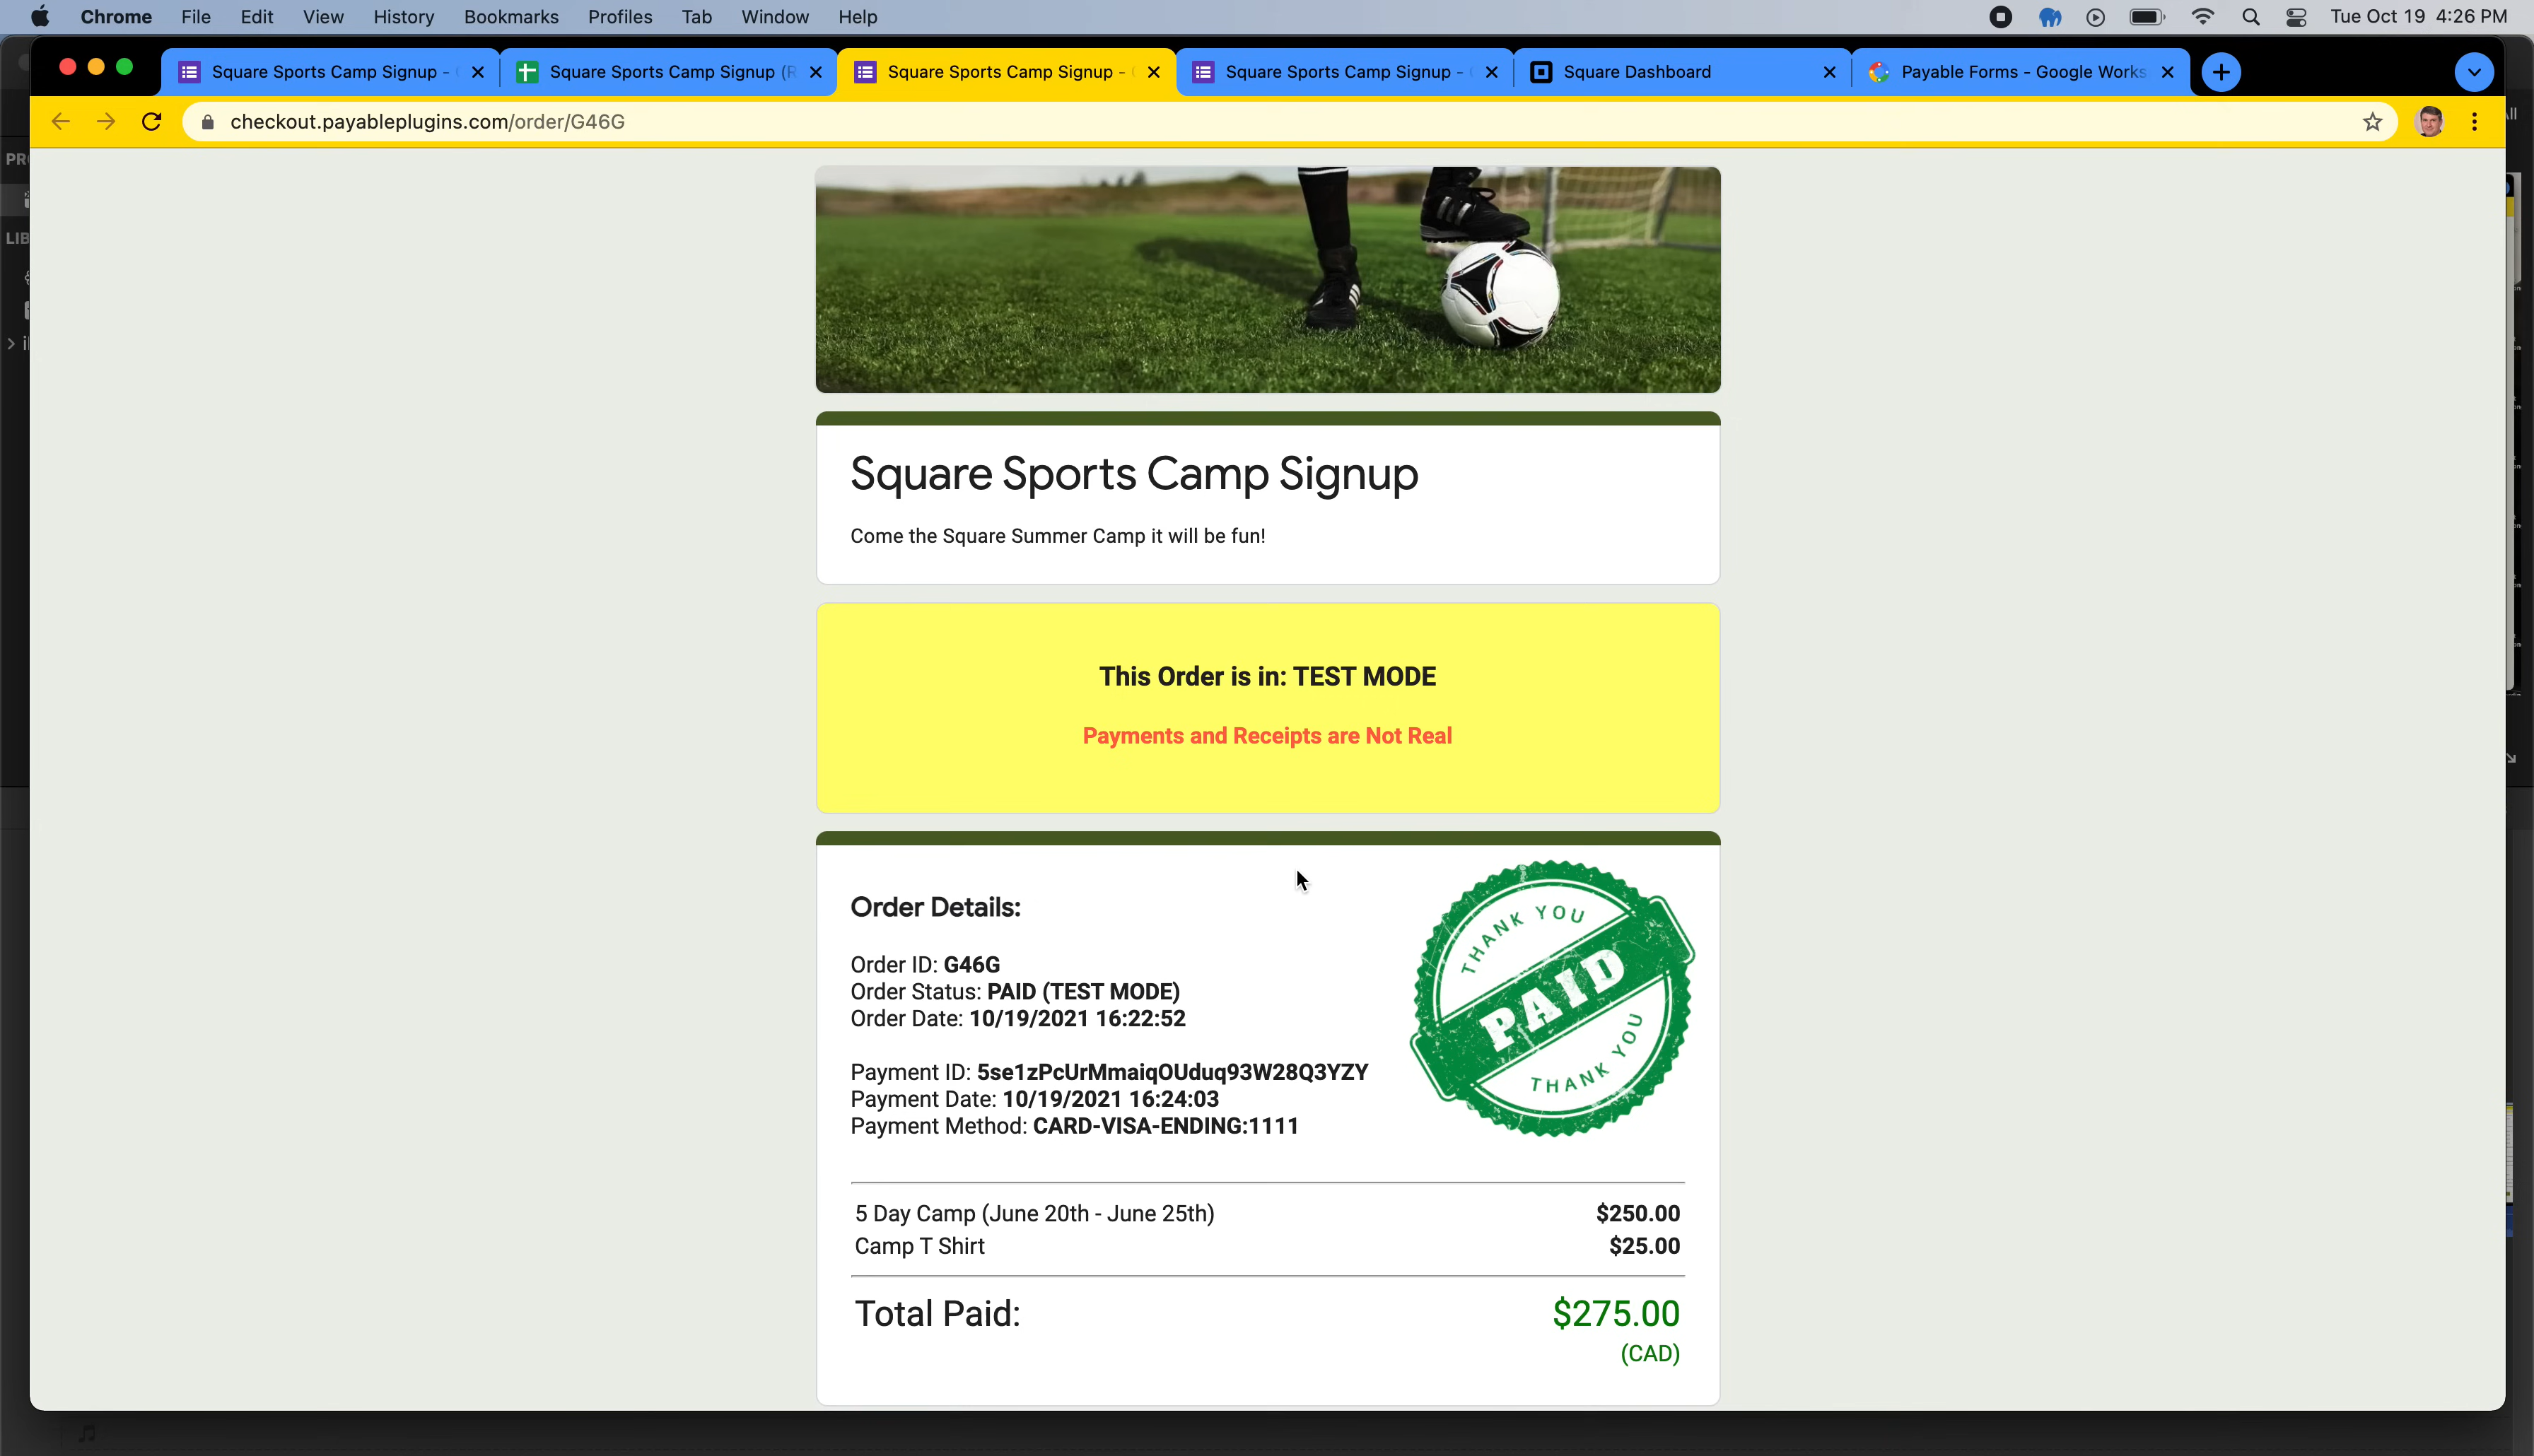 Chrome File Edit View History Bookmarks Profiles Tab Window Help Tue Oct 19 4:26 PM
Square Sports Camp Signup - Square Sports Camp Signup (R Square Sports Camp Signup - Square Sports Camp Signup - Square Dashboard Payable Forms - Google Works
checkout.payableplugins.com/order/G46G
PR
LIB
Square Sports Camp Signup
Come the Square Summer Camp it will be fun!
This Order is in: TEST MODE
Payments and Receipts are Not Real
Order Details:
Order ID: G46G
Order Status: PAID (TEST MODE)
Order Date: 10/19/2021 16:22:52
Payment ID: 5se1zPcUrMmaiqOUduq93W28Q3YZY
Payment Date: 10/19/2021 16:24:03
Payment Method: CARD-VISA-ENDING:1111
THANK YOU
PAID
THANK YOU
5 Day Camp (June 20th - June 25th) $250.00
Camp T Shirt $25.00
Total Paid: $275.00
(CAD)